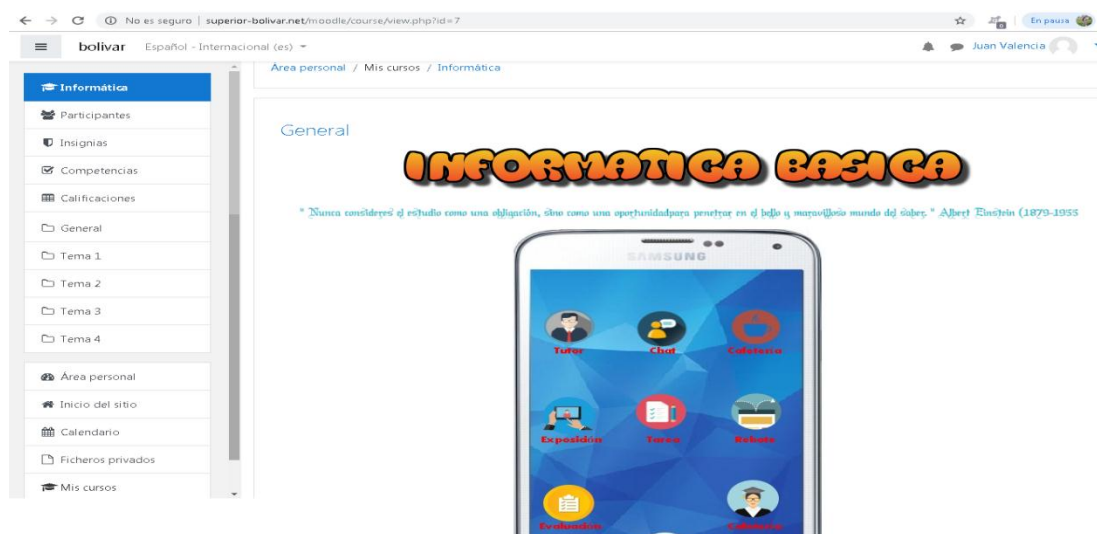 No es seguro | superior-bolivar.net/moodle/course/view.php?id=7
En pausa
bolivar Español - Internacional (es)
Juan Valencia
Área personal / Mis cursos / Informática
Informática
Participantes
Insignias
Competencias
Calificaciones
General
Tema 1
Tema 2
Tema 3
Tema 4
Área personal
Inicio del sitio
Calendario
Ficheros privados
Mis cursos
General
INFORMATICA BASICA
" Nunca consideres el estudio como una obligación, sino como una oportunidadpara penetrar en el bello y maravilloso mundo del saber. " Albert Einstein (1879-1955
SAMSUNG
Tutor Chat Cafetería
Exposición Tarea Rebote
Evaluación